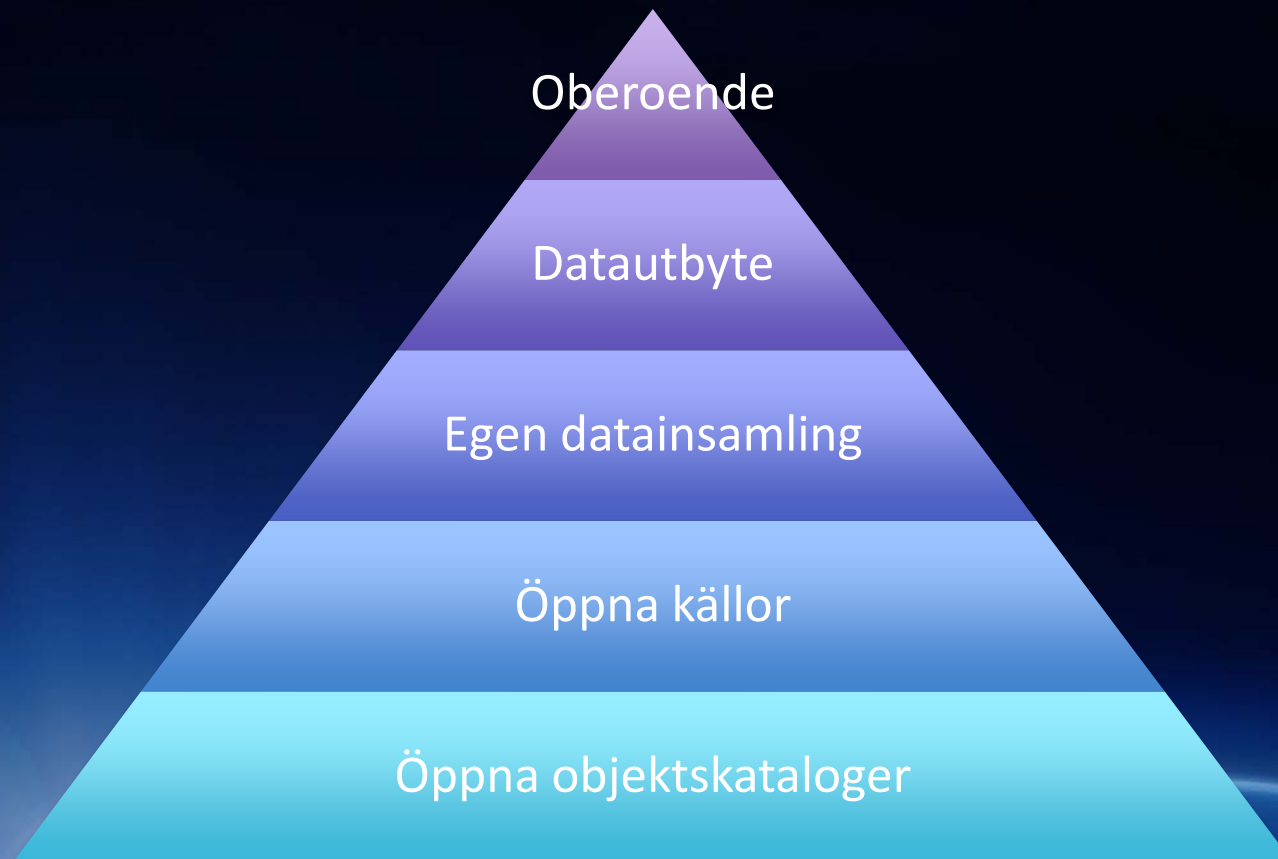 Oberoende
Datautbyte
Egen datainsamling
Öppna källor
Öppna objektskataloger